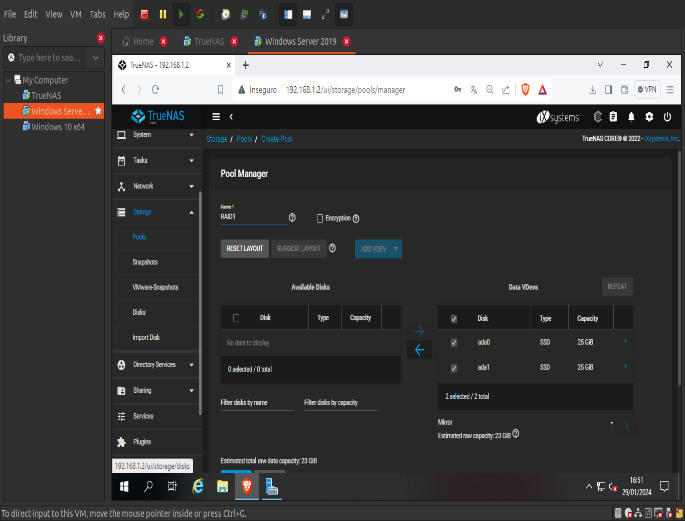 File Edit View VM Tabs Help
Library
Type here to sea...
My Computer
TrueNAS
Windows Serve...
Windows 10 x64
Home
TrueNAS
Windows Server 2019
TrueNAS - 192.168.1.2
Inseguro 192.168.1.2/ui/storage/pools/manager
VPN
TrueNAS
CORE
iXsystems
Storage / Pools / Create Pool
TrueNAS CORE® © 2022 - iXsystems, Inc.
System
Tasks
Network
Storage
Pools
Snapshots
VMware-Snapshots
Disks
Import Disk
Directory Services
Sharing
Services
Plugins
192.168.1.2/ui/storage/disks
Pool Manager
Name *
RAID1
Encryption
RESET LAYOUT
SUGGEST LAYOUT
ADD VDEV
Available Disks
Disk Type Capacity
No data to display
0 selected / 0 total
Filter disks by name
Filter disks by capacity
Data VDevs
REPEAT
Disk Type Capacity
ada0 SSD 25 GiB
ada1 SSD 25 GiB
2 selected / 2 total
Mirror
Estimated raw capacity: 23 GiB
Estimated total raw data capacity: 23 GiB
16:51
29/01/2024
To direct input to this VM, move the mouse pointer inside or press Ctrl+G.